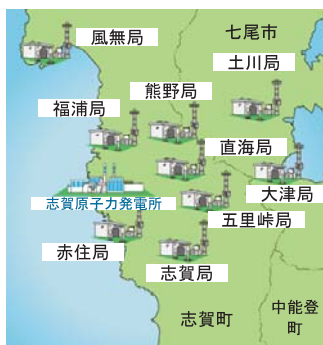 風無局
七尾市
土川局
熊野局
福浦局
直海局
大津局
志賀原子力発電所
五里峠局
赤住局
志賀局
中能登
町
志賀町